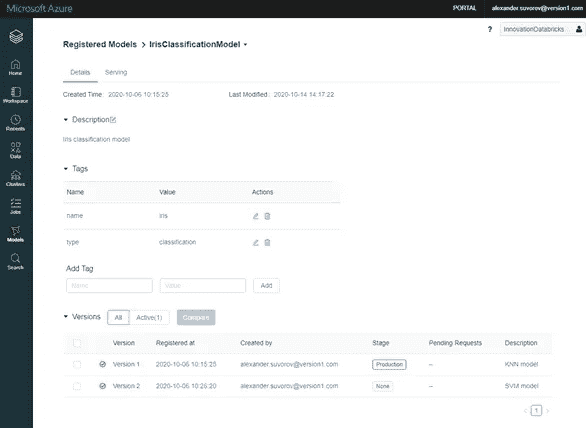 Microsoft Azure PORTAL alexander.suvorov@version1.com
? InnovationDatabricks...
Registered Models > IrisClassificationModel
Details Serving
Created Time: 2020-10-06 10:15:25 Last Modified: 2020-10-14 14:17:22
Description
Iris classification model
Tags
Name Value Actions
name iris
type classification
Add Tag
Name Value Add
Versions All Active(1) Compare
Version Registered at Created by Stage Pending Requests Description
Version 1 2020-10-06 10:15:25 alexander.suvorov@version1.com Production – KNN model
Version 2 2020-10-06 10:26:20 alexander.suvorov@version1.com None – SVM model
< 1 >
Home
Workspace
Recents
Data
Clusters
Jobs
Models
Search